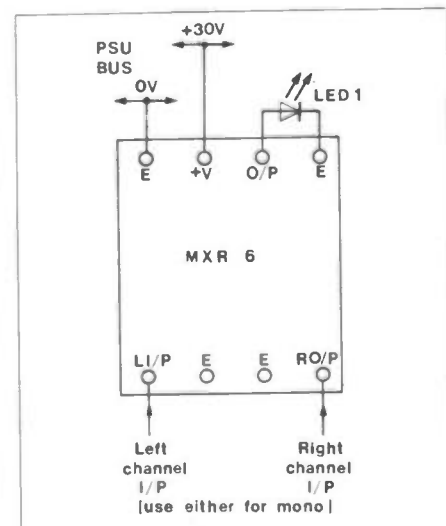 +30V
PSU
BUS
0V
LED 1
E +V O/P E
MXR 6
LI/P E E RO/P
Left Right
channel channel
I/P I/P
[use either for mono]